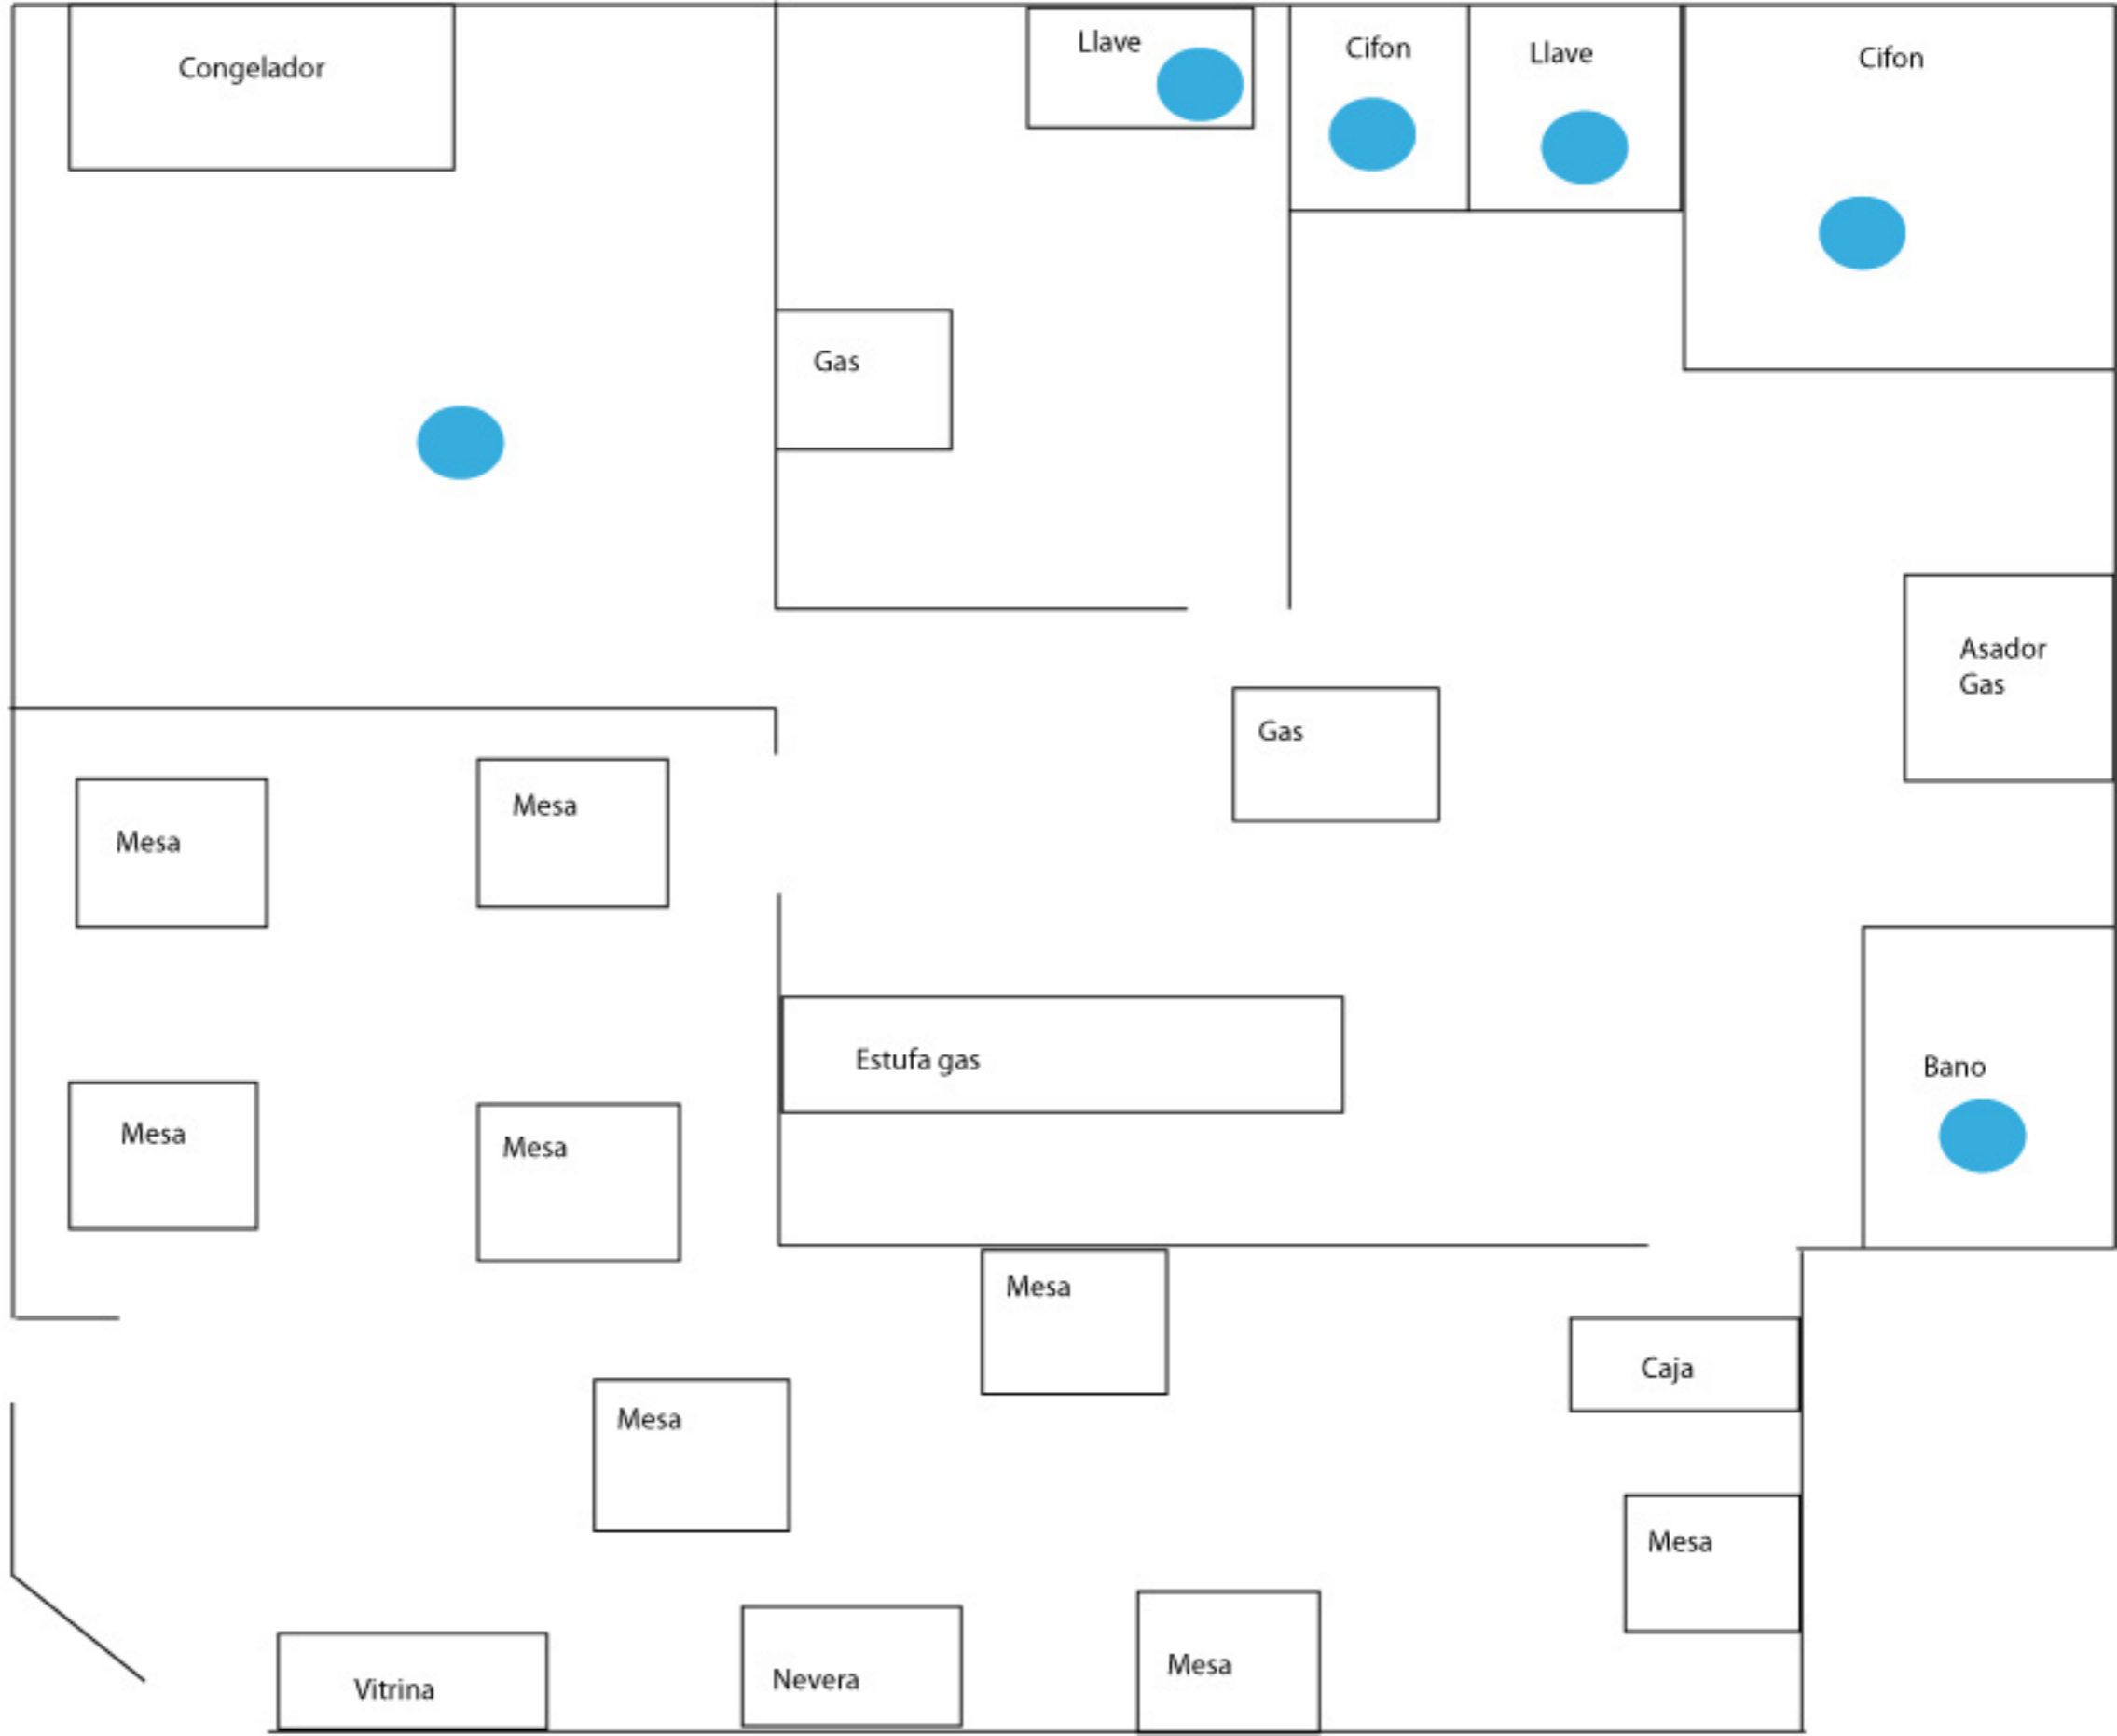 Congelador
Llave
Cifon
Llave
Cifon
Gas
Asador
Gas
Gas
Mesa
Mesa
Estufa gas
Bano
Mesa
Mesa
Mesa
Caja
Mesa
Mesa
Vitrina
Nevera
Mesa